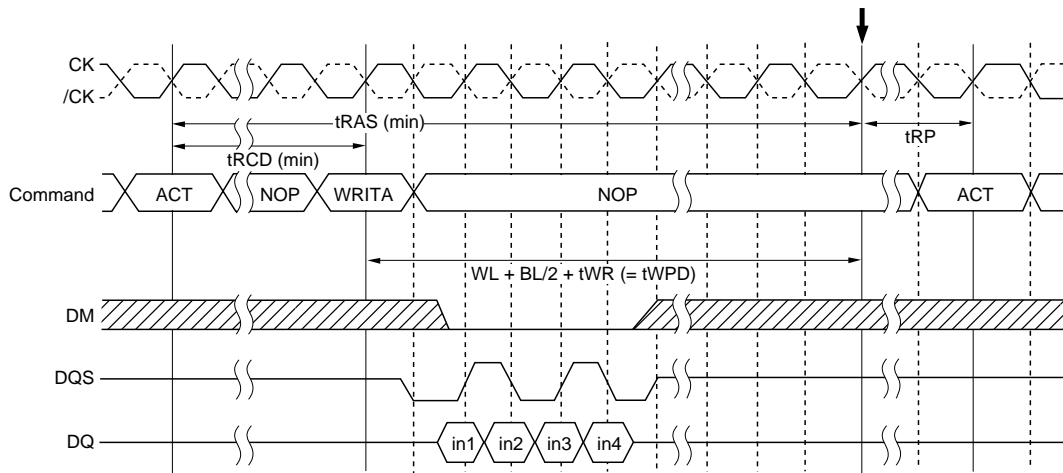 CK
/CK
tRAS (min)
tRP
tRCD (min)
Command ACT NOP WRITA NOP ACT
WL + BL/2 + tWR (= tWPD)
DM
DQS
DQ in1 in2 in3 in4